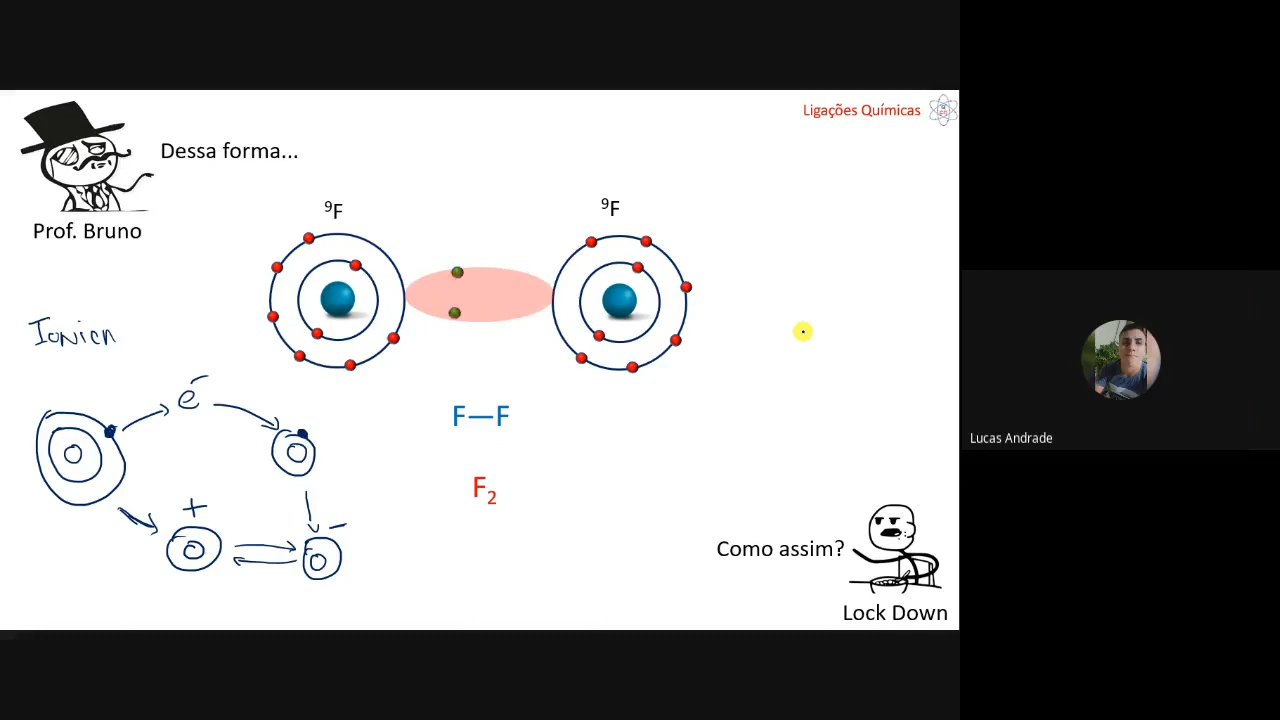 Ligações Químicas
Dessa forma...
Prof. Bruno
⁹F
⁹F
Ionica
e⁻
+
−
F—F
F₂
Como assim?
Lock Down
Lucas Andrade